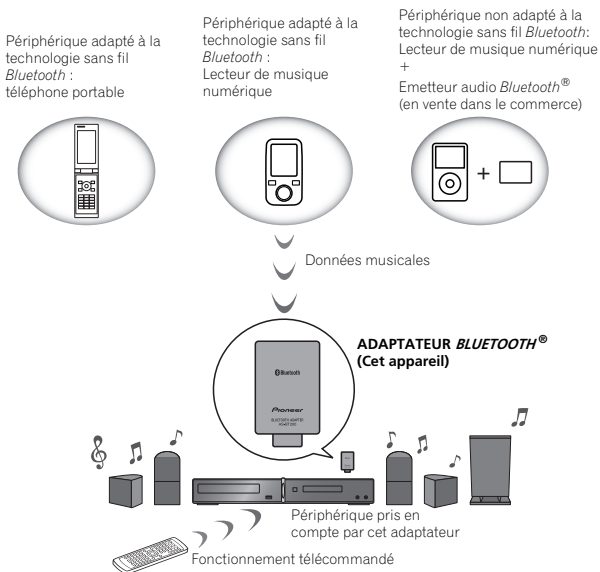 Périphérique adapté à la
technologie sans fil
Bluetooth :
téléphone portable
Périphérique adapté à la
technologie sans fil
Bluetooth :
Lecteur de musique
numérique
Périphérique non adapté à la
technologie sans fil Bluetooth:
Lecteur de musique numérique
+
Emetteur audio Bluetooth®
(en vente dans le commerce)
+
Données musicales
ADAPTATEUR BLUETOOTH®
(Cet appareil)
Bluetooth
Pioneer
BLUETOOTH ADAPTER
Périphérique pris en
compte par cet adaptateur
Fonctionnement télécommandé